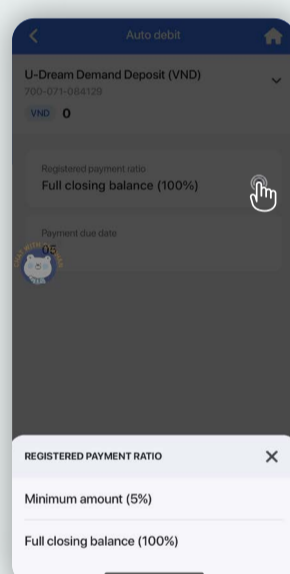 Auto debit
U-Dream Demand Deposit (VND)
700-071-084129
VND 0
Registered payment ratio
Full closing balance (100%)
Payment due date
05
REGISTERED PAYMENT RATIO
Minimum amount (5%)
Full closing balance (100%)